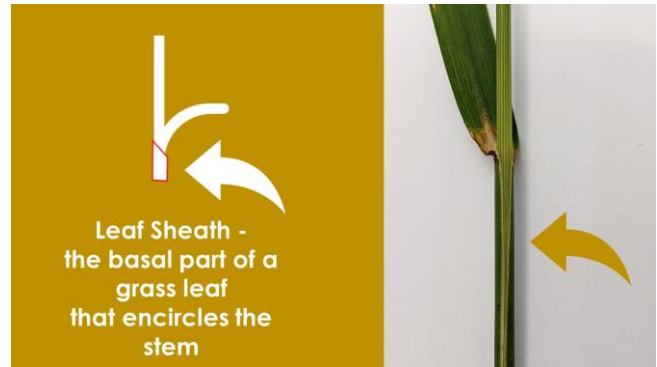 Leaf Sheath -
the basal part of a
grass leaf
that encircles the
stem